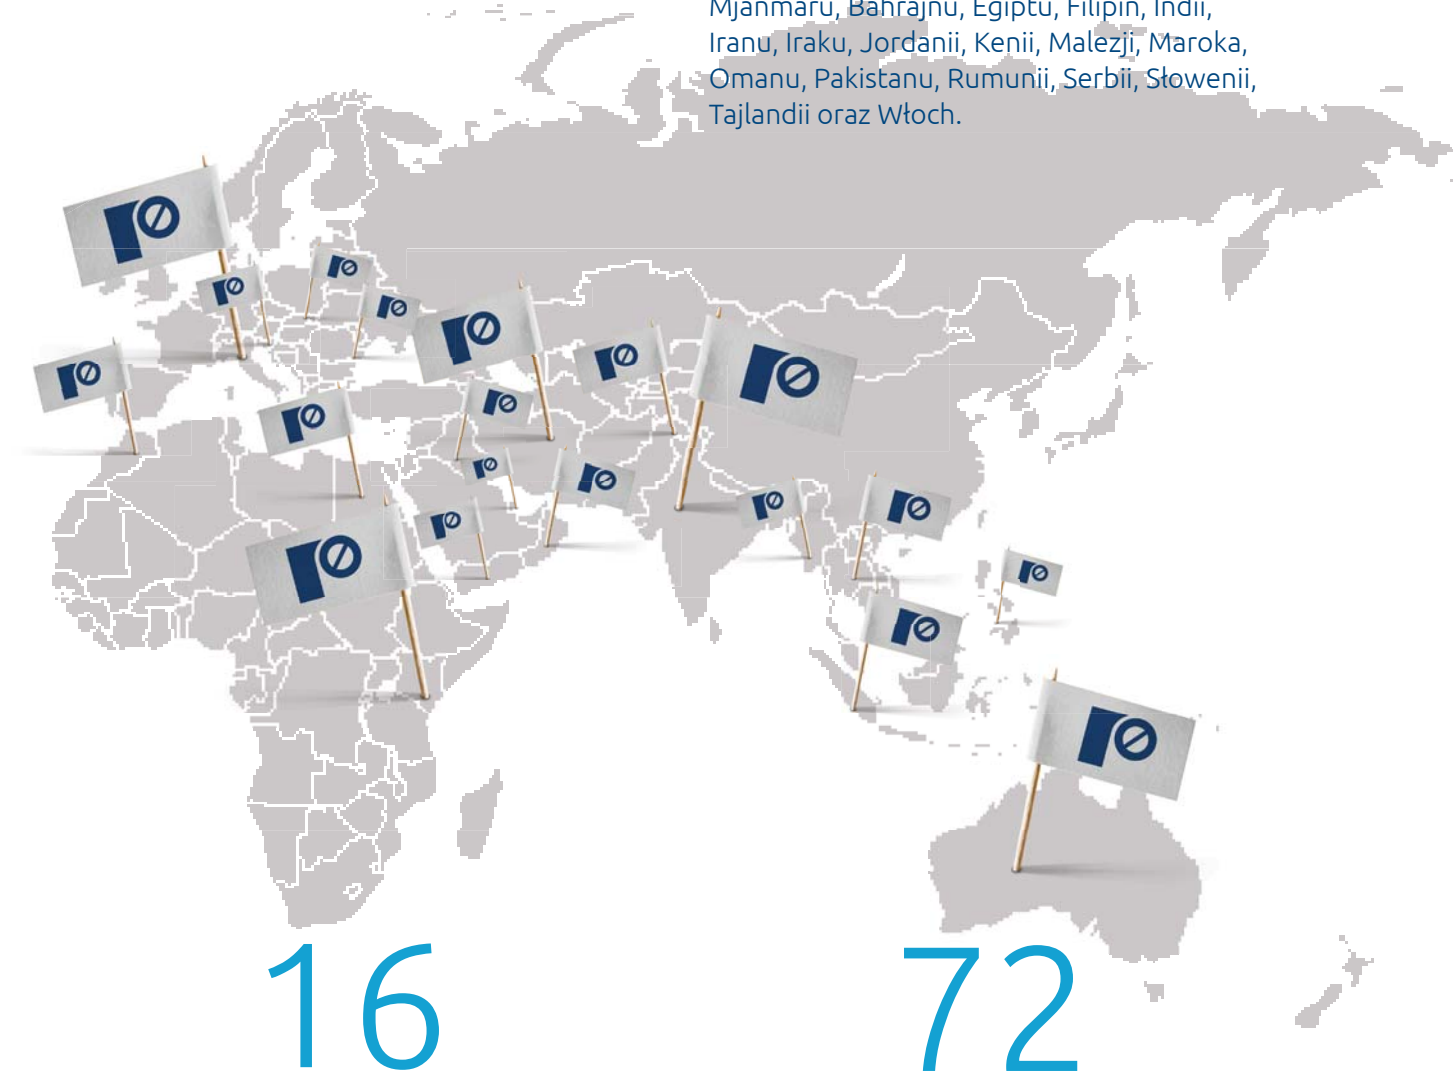 Mjanmaru, Bahrajnu, Egiptu, Filipin, Indii,
Iranu, Iraku, Jordanii, Kenii, Malezji, Maroka,
Omanu, Pakistanu, Rumunii, Serbii, Słowenii,
Tajlandii oraz Włoch.
16
72